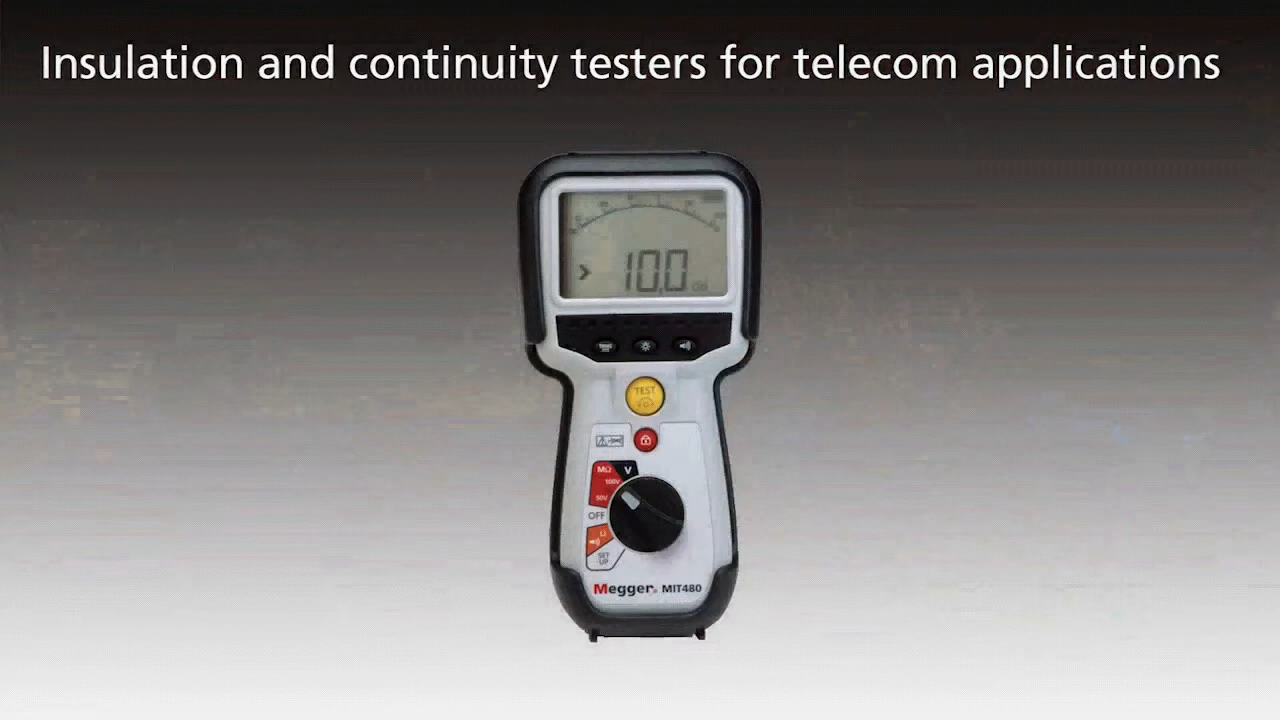 Insulation and continuity testers for telecom applications
> 10.0
TEST
MΩ V
100V
50V
OFF
Ω
SET
UP
Megger. MIT480